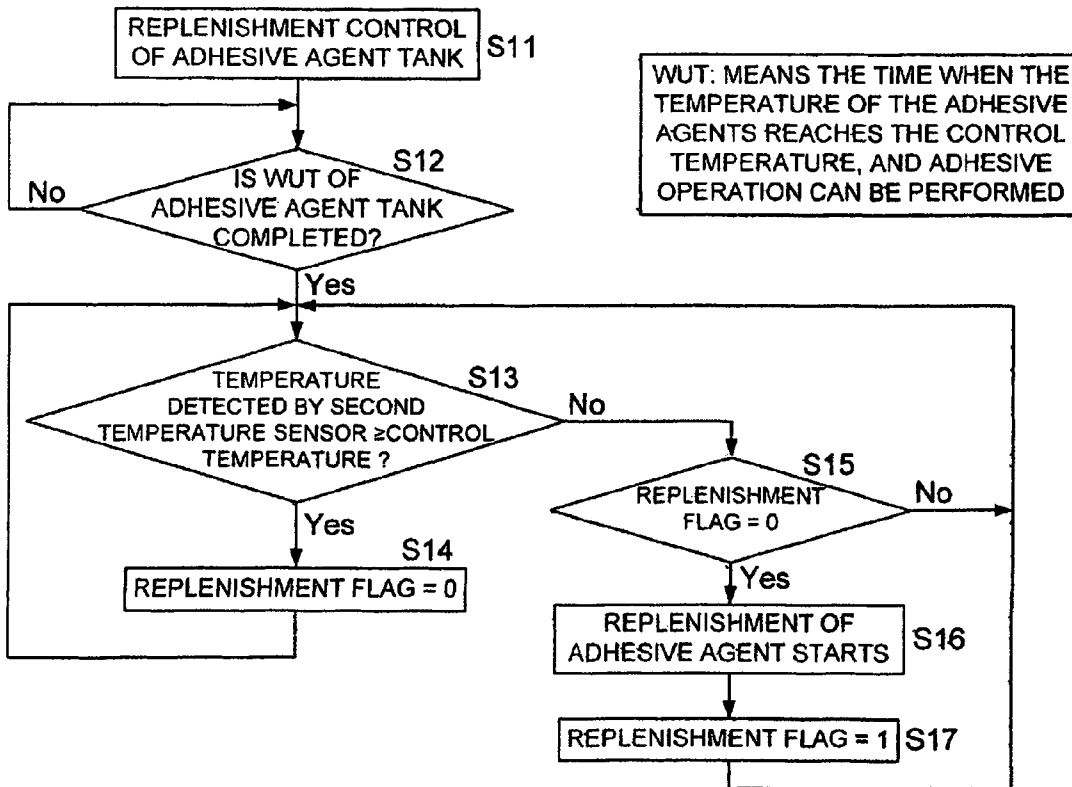 REPLENISHMENT CONTROL
OF ADHESIVE AGENT TANK
S11
WUT: MEANS THE TIME WHEN THE
TEMPERATURE OF THE ADHESIVE
AGENTS REACHES THE CONTROL
TEMPERATURE, AND ADHESIVE
OPERATION CAN BE PERFORMED
S12
IS WUT OF
ADHESIVE AGENT TANK
COMPLETED?
No
Yes
S13
TEMPERATURE
DETECTED BY SECOND
TEMPERATURE SENSOR ≥CONTROL
TEMPERATURE ?
No
Yes
S14
REPLENISHMENT FLAG = 0
S15
REPLENISHMENT
FLAG = 0
No
Yes
REPLENISHMENT OF
ADHESIVE AGENT STARTS
S16
REPLENISHMENT FLAG = 1
S17